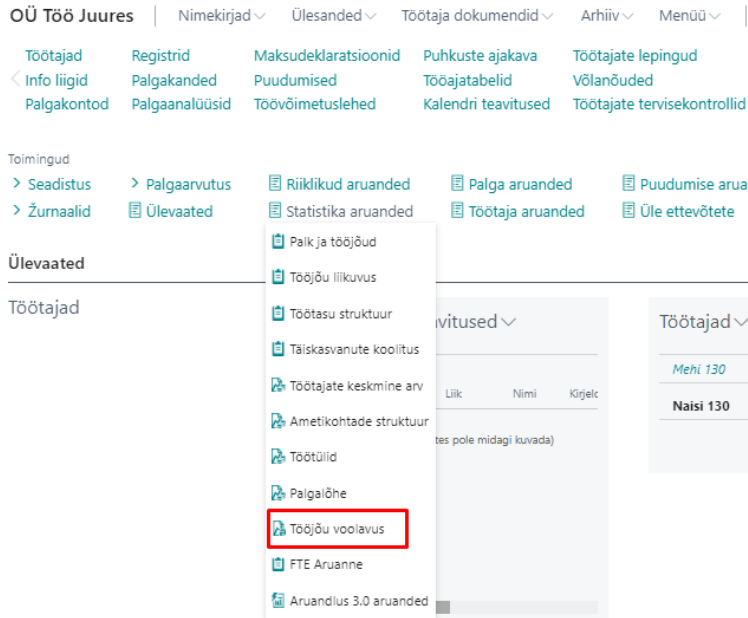 OÜ Töö Juures Nimekirjad Ülesanded Töötaja dokumendid Arhiiv Menüü
Töötajad Registrid Maksudeklaratsioonid Puhkuste ajakava Töötajate lepingud
Info liigid Palgakanded Puudumised Tööajatabelid Võlanõuded
Palgakontod Palgaanalüüsid Töövõimetuslehed Kalendri teavitused Töötajate tervisekontrollid
Toimingud
Seadistus Palgaarvutus Riiklikud aruanded Palga aruanded Puudumise arua
Žurnaalid Ülevaated Statistika aruanded Töötaja aruanded Üle ettevõtete
Palk ja tööjõud
Ülevaated
Tööjõu liikuvus
Töötajad
Töötasu struktuur
avitused
Töötajad
Täiskasvanute koolitus
Mehi 130
Töötajate keskmine arv
Liik Nimi Kirjeld
Naisi 130
Ametikohtade struktuur
tes pole midagi kuvada)
Töötülid
Palgalõhe
Tööjõu voolavus
FTE Aruanne
Aruandlus 3.0 aruanded